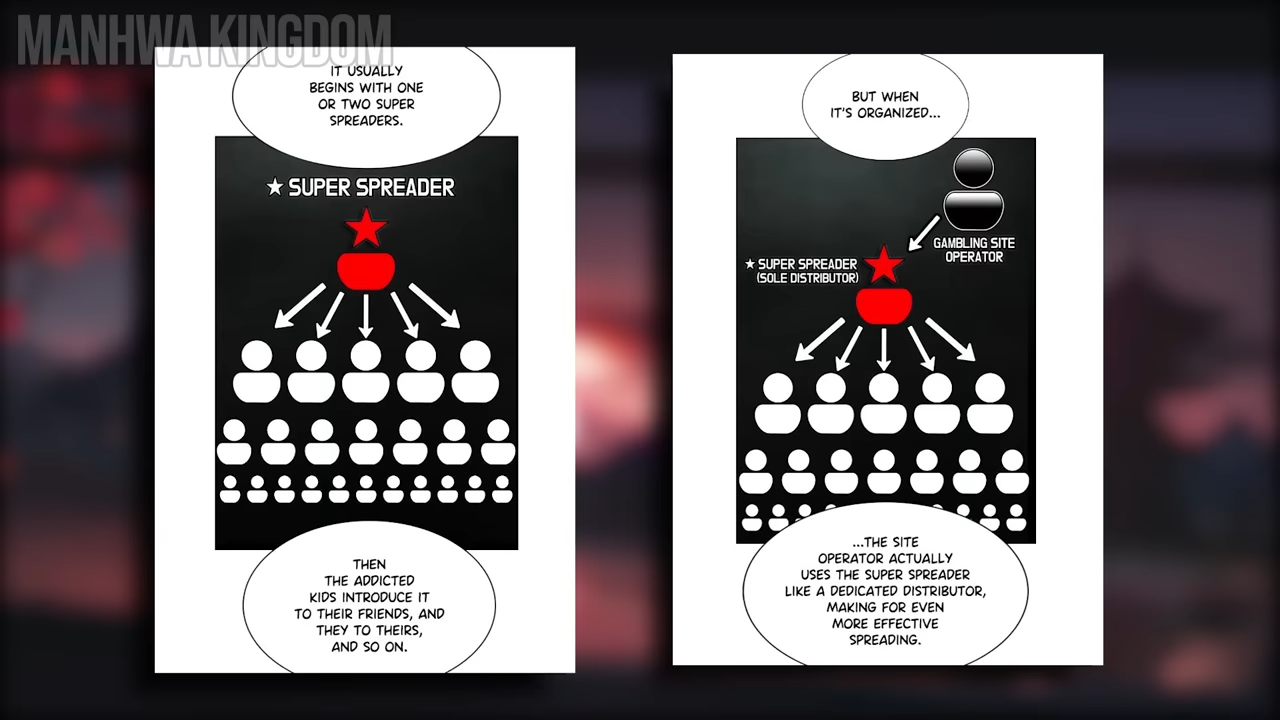 MANHWA KINGDOM
IT USUALLY
BEGINS WITH ONE
OR TWO SUPER
SPREADERS.
★ SUPER SPREADER
THEN
THE ADDICTED
KIDS INTRODUCE IT
TO THEIR FRIENDS, AND
THEY TO THEIRS,
AND SO ON.
BUT WHEN
IT'S ORGANIZED...
GAMBLING SITE
OPERATOR
★ SUPER SPREADER
(SOLE DISTRIBUTOR)
...THE SITE
OPERATOR ACTUALLY
USES THE SUPER SPREADER
LIKE A DEDICATED DISTRIBUTOR,
MAKING FOR EVEN
MORE EFFECTIVE
SPREADING.